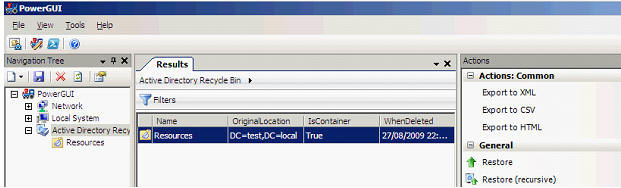 PowerGUI
File View Tools Help
Navigation Tree
PowerGUI
Network
Local System
Active Directory Recy
Resources
Results
Active Directory Recycle Bin
Filters
Name OriginalLocation IsContainer WhenDeleted
Resources DC=test,DC=local True 27/08/2009 22:...
Actions
Actions: Common
Export to XML
Export to CSV
Export to HTML
General
Restore
Restore (recursive)